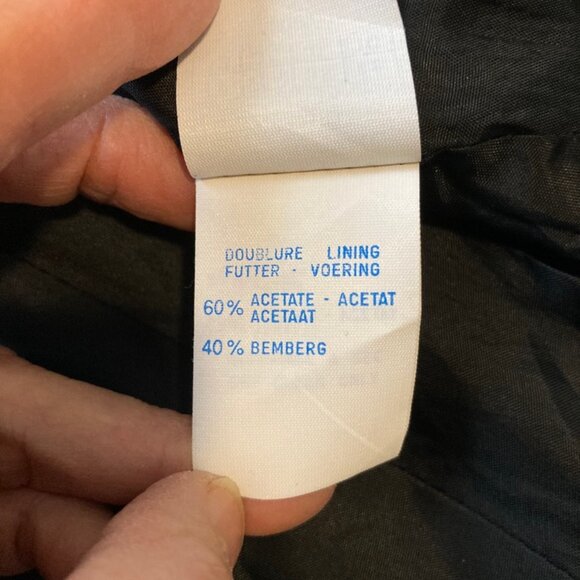 DOUBLURE LINING
FUTTER - VOERING
60% ACETATE - ACETAT
ACETAAT
40% BEMBERG